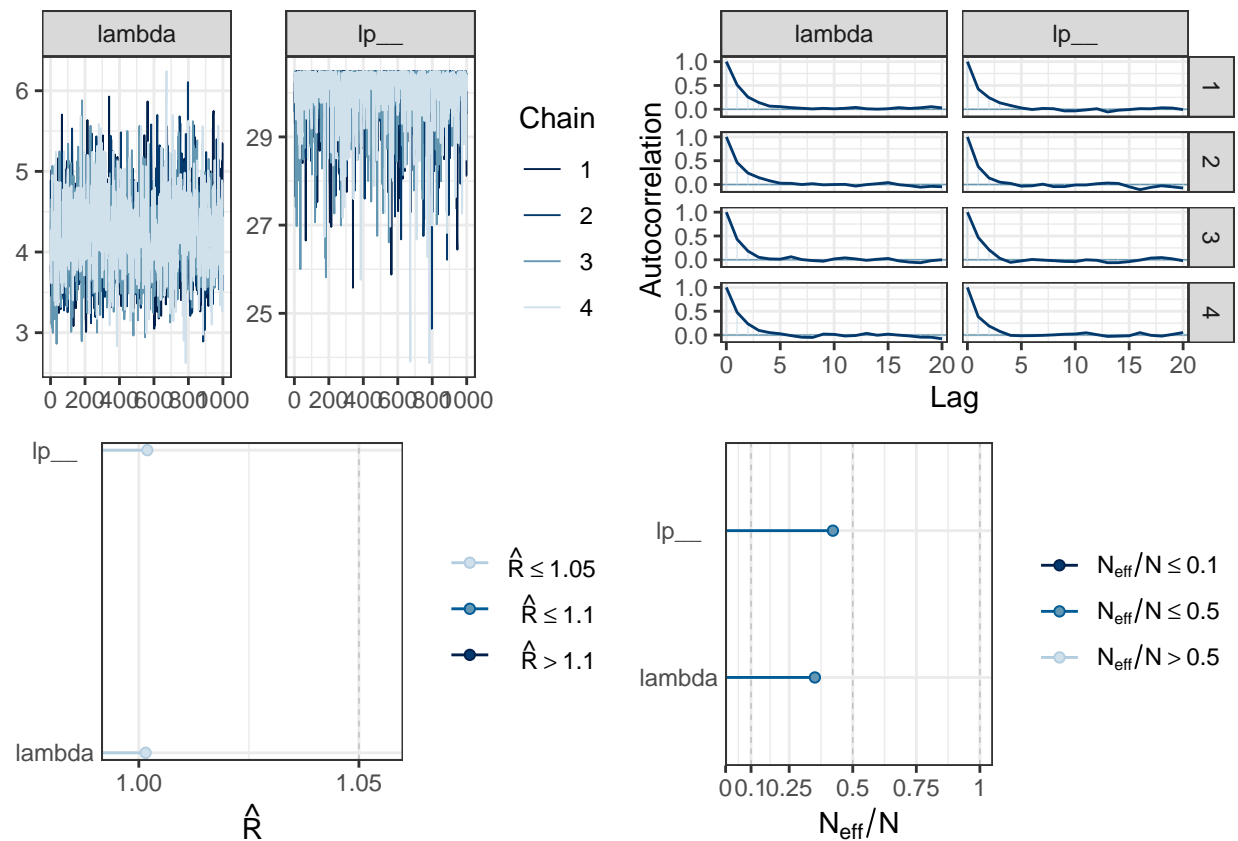 lambda
lp__
6
5
4
3
29
27
25
0 200 400 600 800 1000
0 200 400 600 800 1000
Chain
1
2
3
4
lambda
lp__
Autocorrelation
1.0
0.5
0.0
1
1.0
0.5
0.0
2
1.0
0.5
0.0
3
1.0
0.5
0.0
4
0 5 10 15 20
0 5 10 15 20
Lag
lp__
lambda
1.00 1.05
R̂
R̂ ≤ 1.05
R̂ ≤ 1.1
R̂ > 1.1
lp__
lambda
0 0.1 0.25 0.5 0.75 1
Neff/N
Neff/N ≤ 0.1
Neff/N ≤ 0.5
Neff/N > 0.5